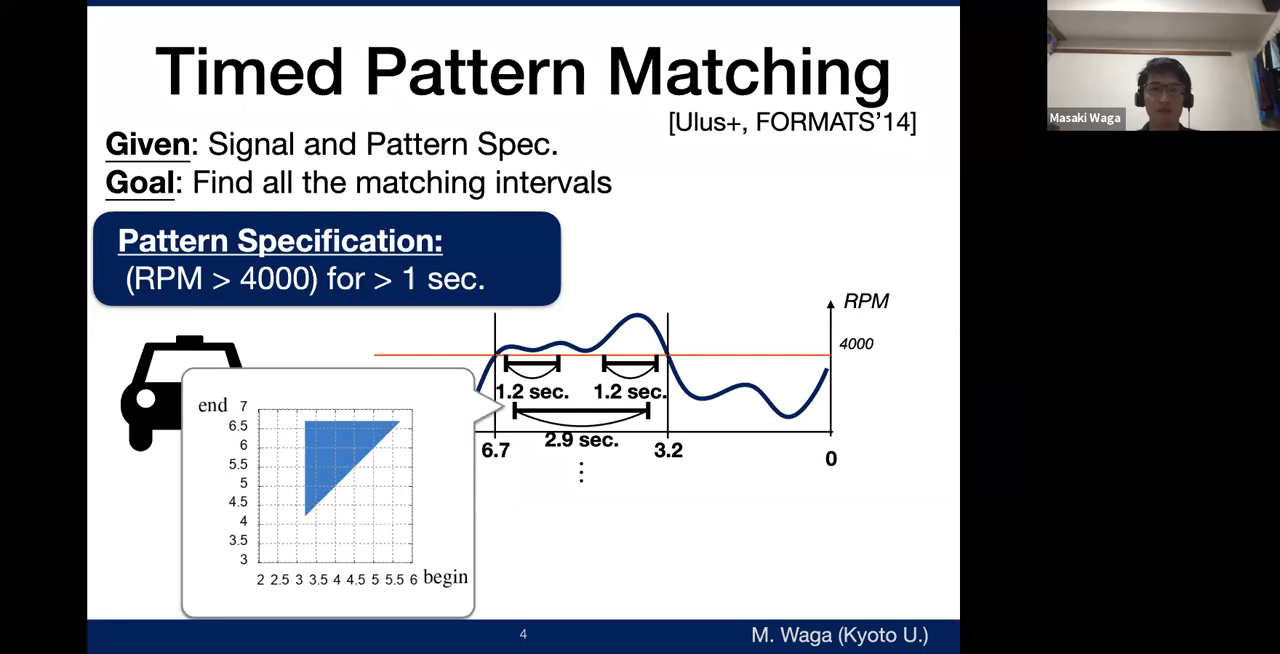 Timed Pattern Matching
[Ulus+, FORMATS'14]
Given: Signal and Pattern Spec.
Goal: Find all the matching intervals
Pattern Specification:
(RPM > 4000) for > 1 sec.
RPM
4000
1.2 sec. 1.2 sec.
2.9 sec.
6.7 3.2 0
⋮
end 7
6.5
6
5.5
5
4.5
4
3.5
3
2 2.5 3 3.5 4 4.5 5 5.5 6 begin
4
M. Waga (Kyoto U.)
Masaki Waga